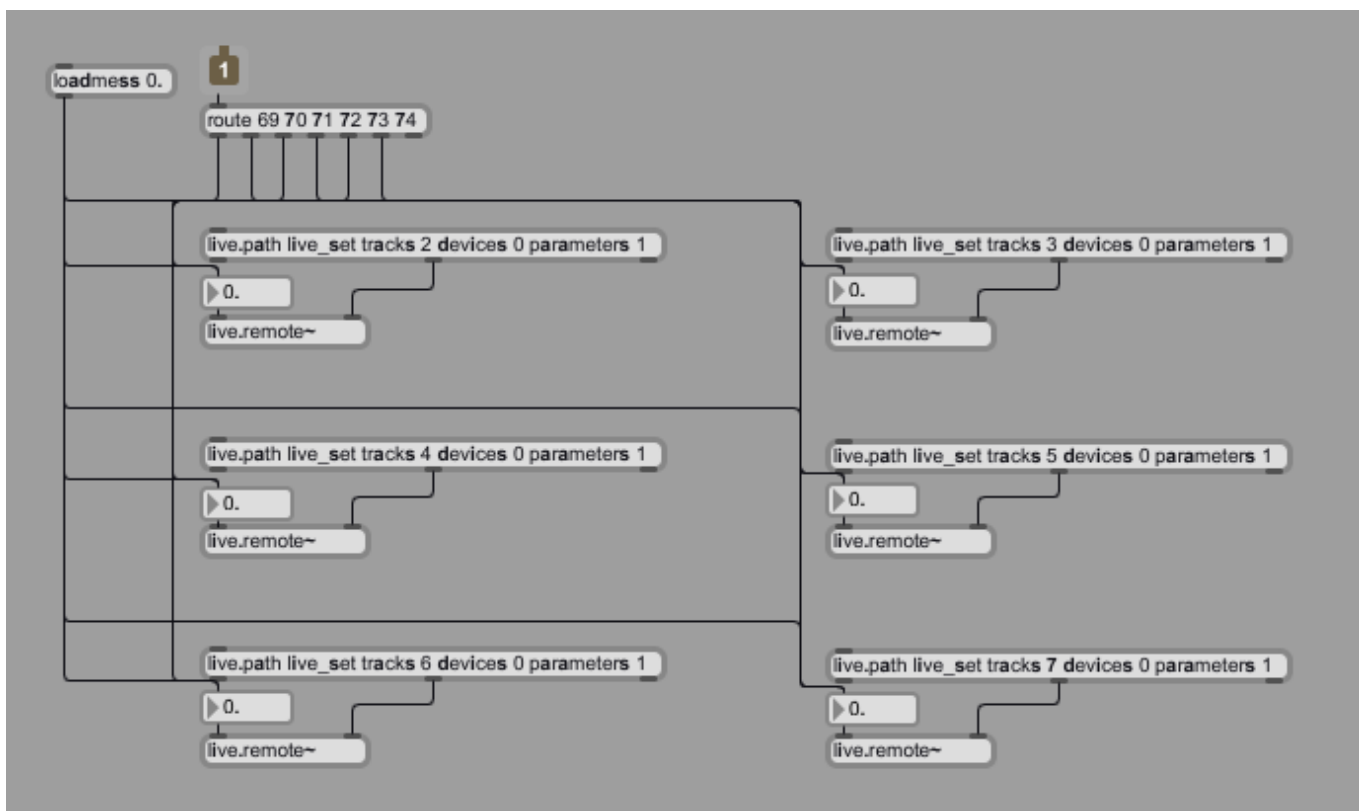 loadmess 0.
1
route 69 70 71 72 73 74
live.path live_set tracks 2 devices 0 parameters 1
live.path live_set tracks 3 devices 0 parameters 1
0.
0.
live.remote~
live.remote~
live.path live_set tracks 4 devices 0 parameters 1
live.path live_set tracks 5 devices 0 parameters 1
0.
0.
live.remote~
live.remote~
live.path live_set tracks 6 devices 0 parameters 1
live.path live_set tracks 7 devices 0 parameters 1
0.
0.
live.remote~
live.remote~